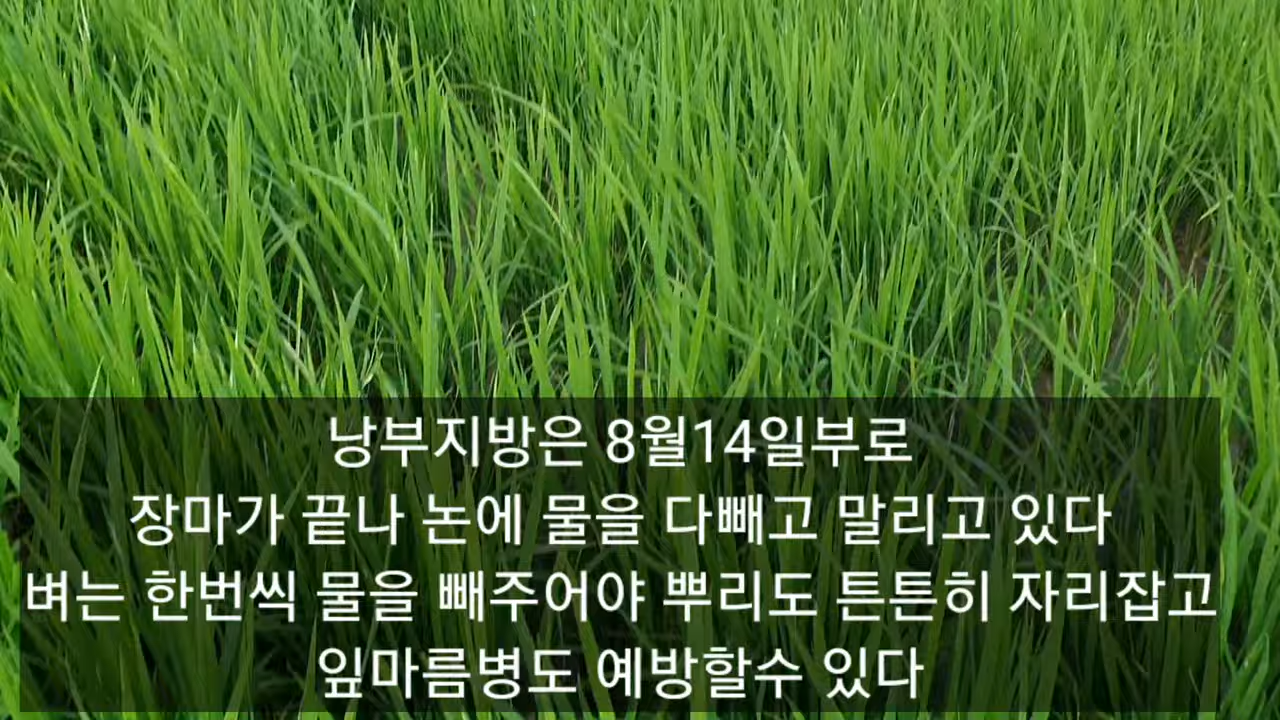 낭부지방은 8월14일부로
장마가 끝나 논에 물을 다빼고 말리고 있다
벼는 한번씩 물을 빼주어야 뿌리도 튼튼히 자리잡고
잎마름병도 예방할수 있다